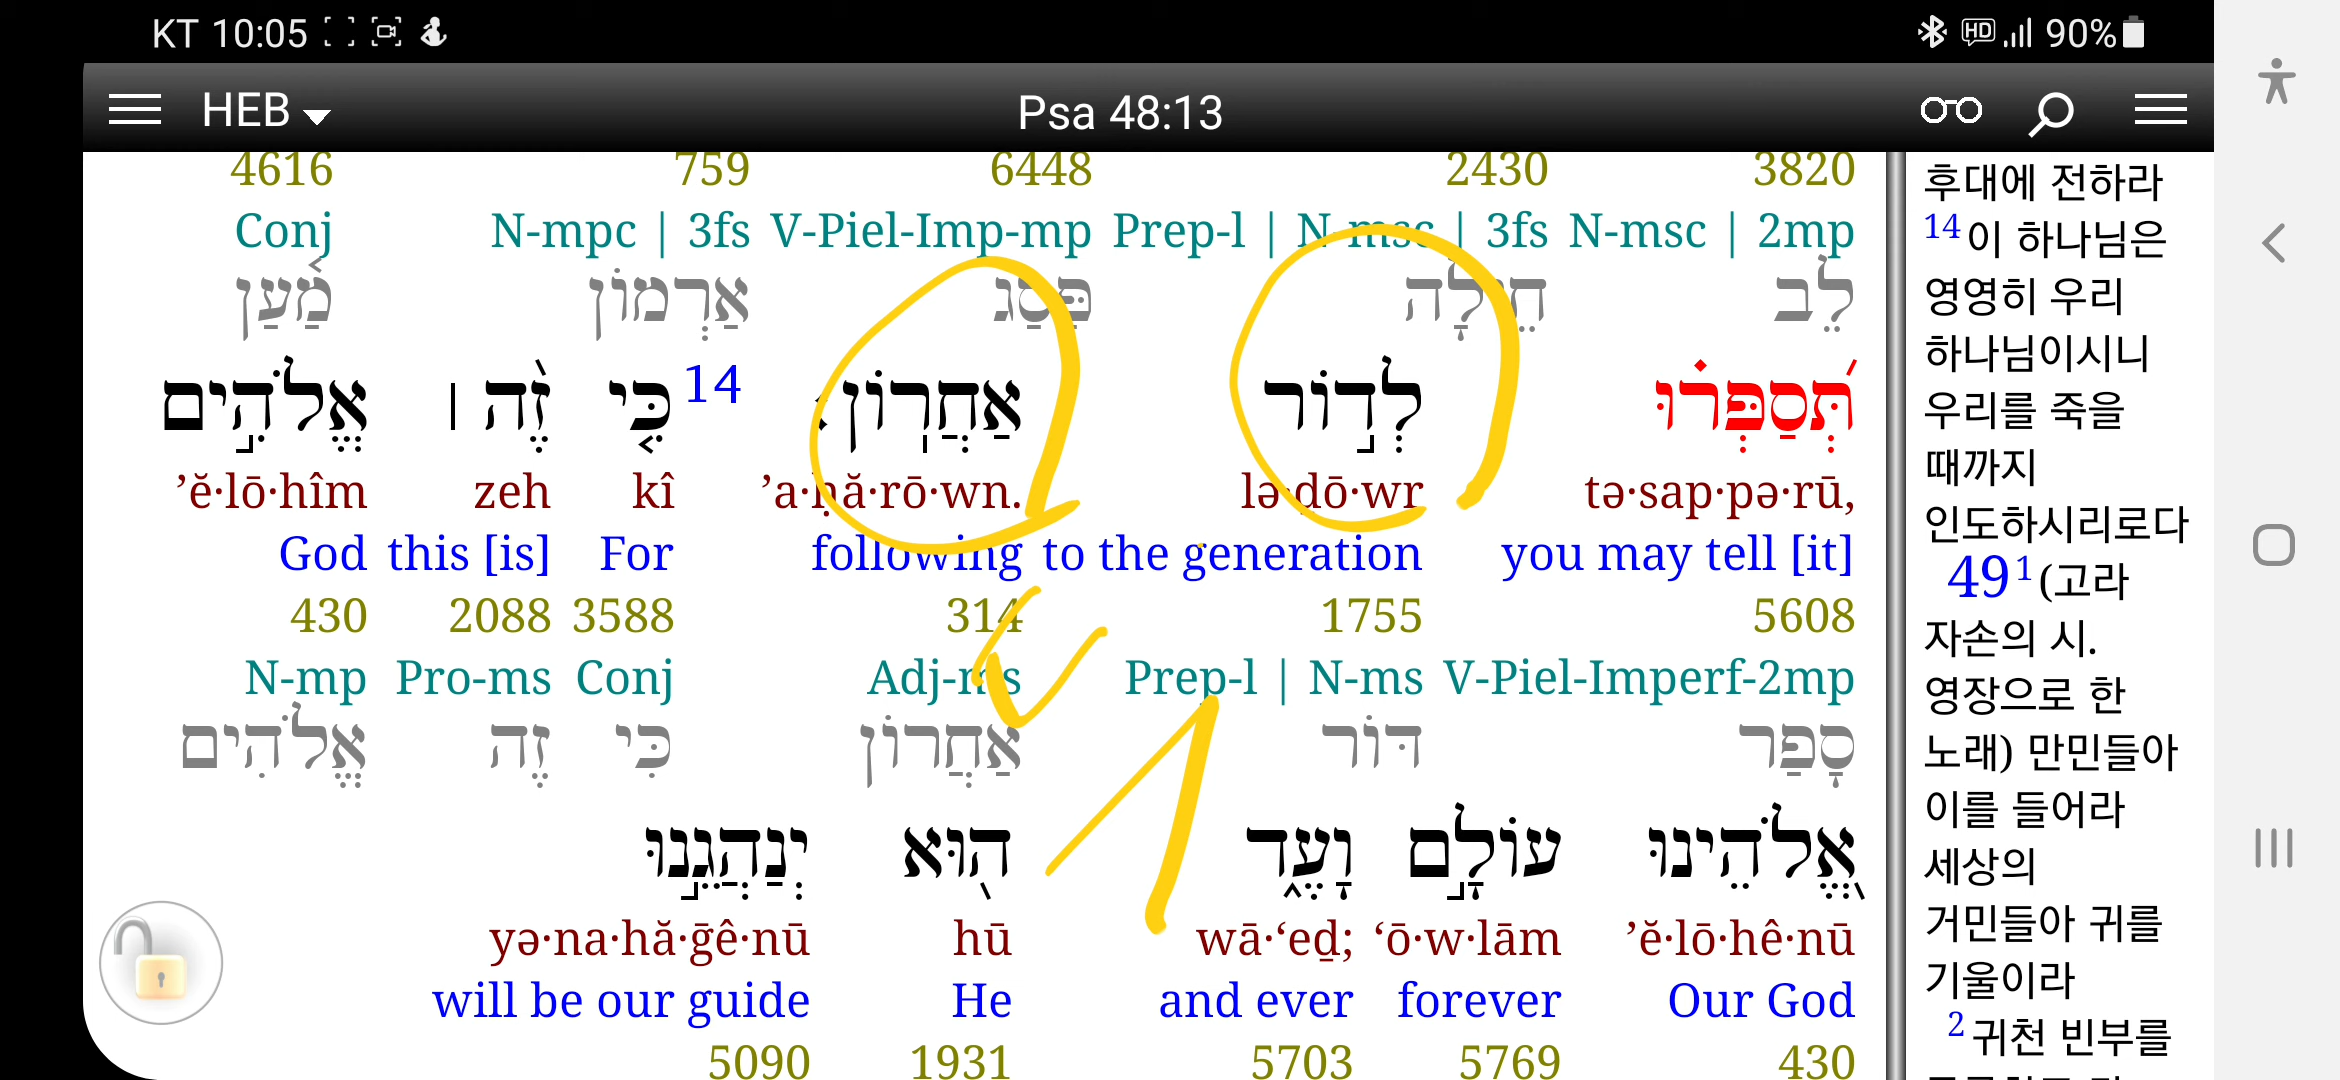 KT 10:05 90%
HEB Psa 48:13
4616 759 6448 2430 3820
Conj N-mpc | 3fs V-Piel-Imp-mp Prep-l | N-msc | 3fs N-msc | 2mp
לֵב חֵילָה פָּסַג אַרְמוֹן מַ֫עַן
תְּסַפְּר֗וּ לְד֣וֹר אַחֲרֽוֹן׃ 14 כִּ֤י זֶ֨ה ׀ אֱלֹהִ֣ים
’ĕ·lō·hîm zeh kî ’a·ḥă·rō·wn. lə·ḏō·wr tə·sap·pə·rū,
God this [is] For following to the generation you may tell [it]
430 2088 3588 314 1755 5608
N-mp Pro-ms Conj Adj-ms Prep-l | N-ms V-Piel-Imperf-2mp
סָפַר דּוֹר אַחֲרוֹן כִּי זֶה אֱלֹהִים
אֱ֭לֹהֵינוּ עוֹלָ֣ם וָעֶ֑ד ה֖וּא יְנַהֲגֵ֣נוּ
yə·na·hă·ḡê·nū hū wā·‘eḏ; ‘ō·w·lām ’ĕ·lō·hê·nū
will be our guide He and ever forever Our God
5090 1931 5703 5769 430
후대에 전하라
14 이 하나님은
영영히 우리
하나님이시니
우리를 죽을
때까지
인도하시리로다
49 1 (고라
자손의 시.
영장으로 한
노래) 만민들아
이를 들어라
세상의
거민들아 귀를
기울이라
2 귀천 빈부를